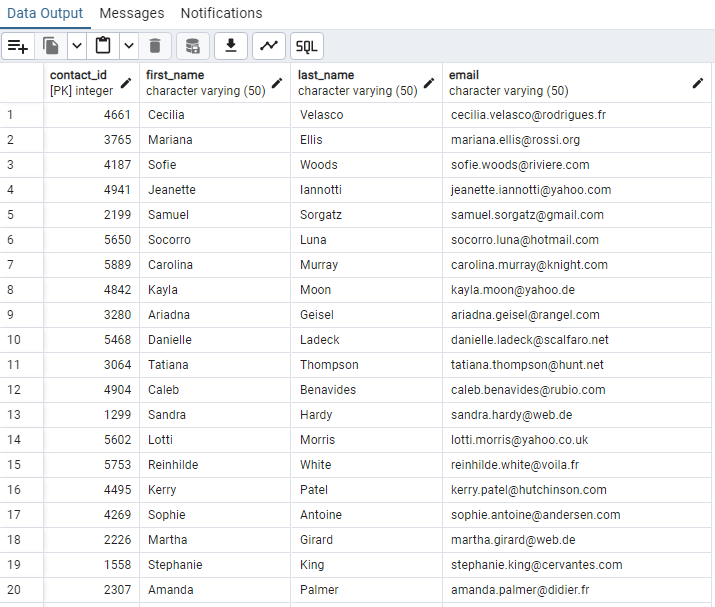 Data Output Messages Notifications
SQL
contact_id first_name last_name email
[PK] integer character varying (50) character varying (50) character varying (50)
1 4661 Cecilia Velasco cecilia.velasco@rodrigues.fr
2 3765 Mariana Ellis mariana.ellis@rossi.org
3 4187 Sofie Woods sofie.woods@riviere.com
4 4941 Jeanette Iannotti jeanette.iannotti@yahoo.com
5 2199 Samuel Sorgatz samuel.sorgatz@gmail.com
6 5650 Socorro Luna socorro.luna@hotmail.com
7 5889 Carolina Murray carolina.murray@knight.com
8 4842 Kayla Moon kayla.moon@yahoo.de
9 3280 Ariadna Geisel ariadna.geisel@rangel.com
10 5468 Danielle Ladeck danielle.ladeck@scalfaro.net
11 3064 Tatiana Thompson tatiana.thompson@hunt.net
12 4904 Caleb Benavides caleb.benavides@rubio.com
13 1299 Sandra Hardy sandra.hardy@web.de
14 5602 Lotti Morris lotti.morris@yahoo.co.uk
15 5753 Reinhilde White reinhilde.white@voila.fr
16 4495 Kerry Patel kerry.patel@hutchinson.com
17 4269 Sophie Antoine sophie.antoine@andersen.com
18 2226 Martha Girard martha.girard@web.de
19 1558 Stephanie King stephanie.king@cervantes.com
20 2307 Amanda Palmer amanda.palmer@didier.fr